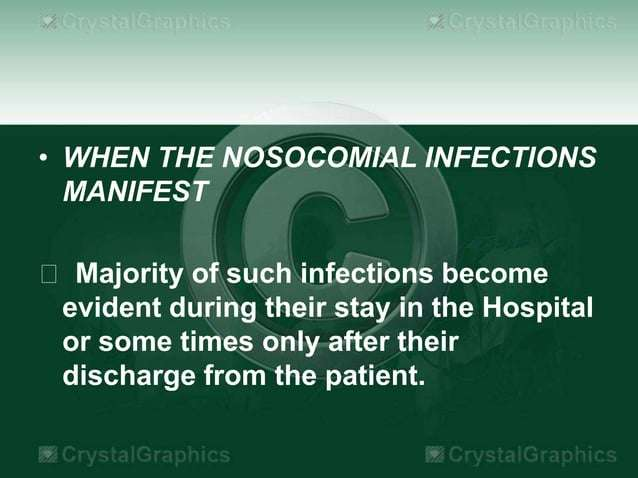 CrystalGraphics CrystalGraphics
• WHEN THE NOSOCOMIAL INFECTIONS
MANIFEST
Majority of such infections become
evident during their stay in the Hospital
or some times only after their
discharge from the patient.
CrystalGraphics CrystalGraphics